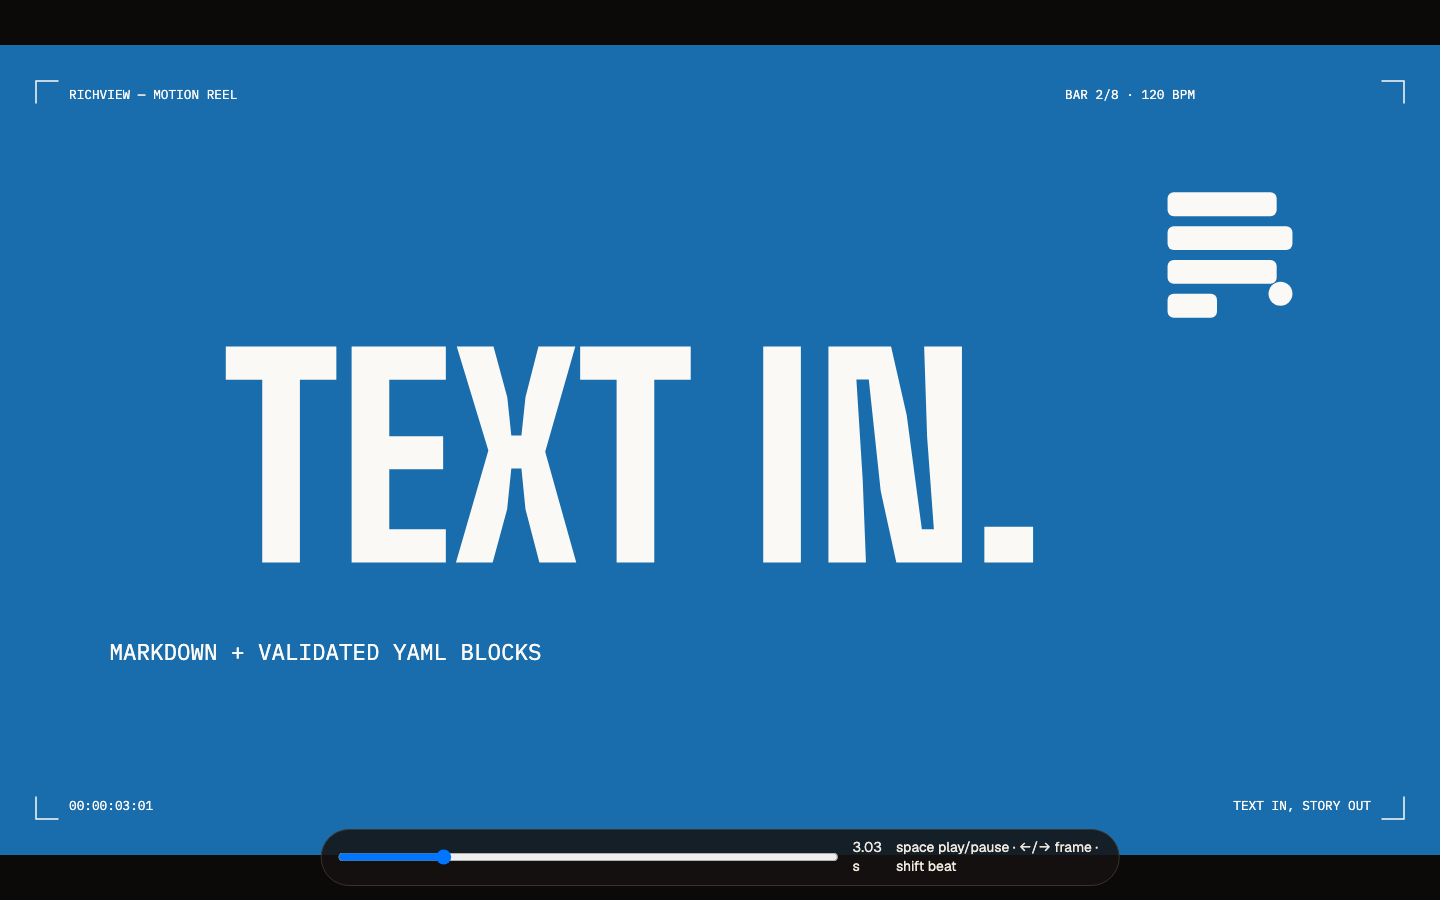 RICHVIEW — MOTION REEL
BAR 2/8 · 120 BPM
TEXT IN.
MARKDOWN + VALIDATED YAML BLOCKS
00:00:03:01
TEXT IN, STORY OUT
3.03 s
space play/pause · ←/→ frame ·
shift beat